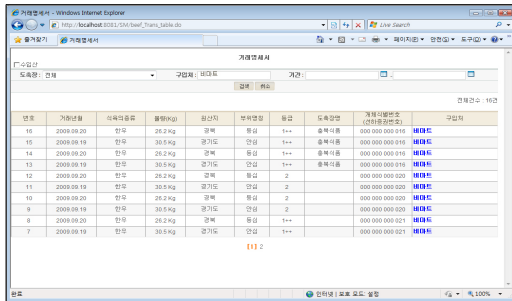 거래명세서 - Windows Internet Explorer
http://localhost:8081/SM/beef_Trans_table.do
Live Search
즐겨찾기 거래명세서
페이지(P) 안전(S) 도구(O)
거래명세서
수입산
도축장: 전체 구입처: 비마트 기간: -
검색 취소
전체건수 : 16건
번호 거래년월 식육의종류 물량(Kg) 원산지 부위명칭 등급 도축장명 개체식별번호 (선하증권번호) 구입처
16 2009.09.20 한우 26.2 Kg 경북 등심 1++ 충북식품 000 000 000 016 비마트
15 2009.09.19 한우 30.5 Kg 경기도 안심 1++ 충북식품 000 000 000 016 비마트
14 2009.09.20 한우 26.2 Kg 경북 등심 1++ 충북식품 000 000 000 016 비마트
13 2009.09.19 한우 30.5 Kg 경기도 안심 1++ 충북식품 000 000 000 016 비마트
12 2009.09.20 한우 26.2 Kg 경북 등심 2 000 000 000 020 비마트
11 2009.09.19 한우 30.5 Kg 경기도 안심 2 000 000 000 020 비마트
10 2009.09.20 한우 26.2 Kg 경북 등심 2 000 000 000 020 비마트
9 2009.09.19 한우 30.5 Kg 경기도 안심 2 000 000 000 020 비마트
8 2009.09.20 한우 26.2 Kg 경북 등심 1++ 000 000 000 021 비마트
7 2009.09.19 한우 30.5 Kg 경기도 안심 1++ 000 000 000 021 비마트
[1] 2
완료 인터넷 | 보호 모드: 설정 100%